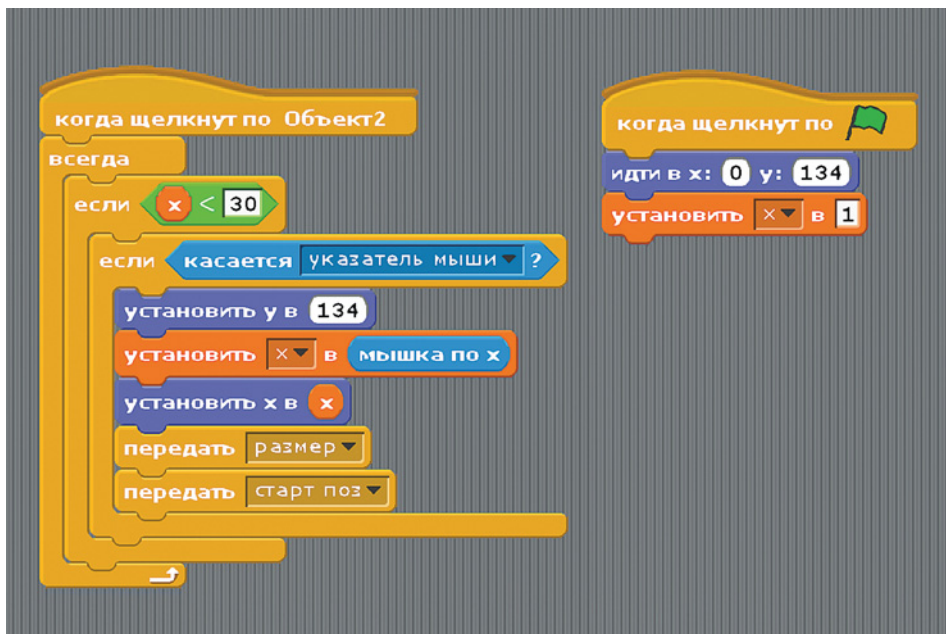 когда щелкнут по Объект2
всегда
если x < 30
если касается указатель мыши ?
установить y в 134
установить x в мышка по x
установить x в x
передать размер
передать старт поз
когда щелкнут по
идти в x: 0 y: 134
установить x в 1